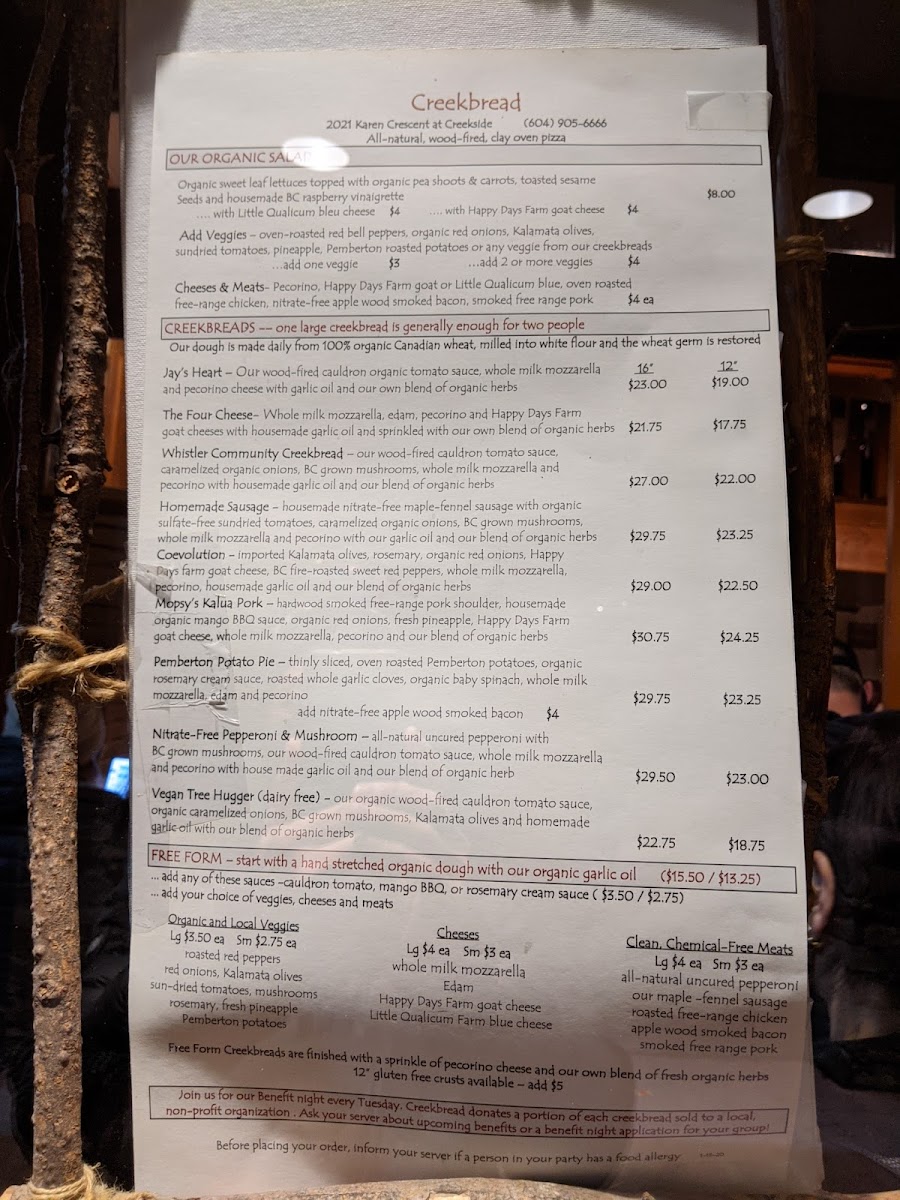 Creekbread
2021 Karen Crescent at Creekside (604) 905-6666
All-natural, wood-fired, clay oven pizza
OUR ORGANIC SALAD
Organic sweet leaf lettuces topped with organic pea shoots & carrots, toasted sesame
Seeds and housemade BC raspberry vinaigrette $8.00
.... with Little Qualicum bleu cheese $4 .... with Happy Days Farm goat cheese $4
Add Veggies – oven-roasted red bell peppers, organic red onions, Kalamata olives,
sundried tomatoes, pineapple, Pemberton roasted potatoes or any veggie from our creekbreads
...add one veggie $3 ...add 2 or more veggies $4
Cheeses & Meats- Pecorino, Happy Days Farm goat or Little Qualicum blue, oven roasted
free-range chicken, nitrate-free apple wood smoked bacon, smoked free range pork $4 ea
CREEKBREADS –- one large creekbread is generally enough for two people
Our dough is made daily from 100% organic Canadian wheat, milled into white flour and the wheat germ is restored
Jay's Heart – Our wood-fired cauldron organic tomato sauce, whole milk mozzarella 16" 12"
and pecorino cheese with garlic oil and our own blend of organic herbs $23.00 $19.00
The Four Cheese- Whole milk mozzarella, edam, pecorino and Happy Days Farm
goat cheeses with housemade garlic oil and sprinkled with our own blend of organic herbs $21.75 $17.75
Whistler Community Creekbread – our wood-fired cauldron tomato sauce,
caramelized organic onions, BC grown mushrooms, whole milk mozzarella and
pecorino with housemade garlic oil and our blend of organic herbs $27.00 $22.00
Homemade Sausage – housemade nitrate-free maple-fennel sausage with organic
sulfate-free sundried tomatoes, caramelized organic onions, BC grown mushrooms,
whole milk mozzarella and pecorino with our garlic oil and our blend of organic herbs $29.75 $23.25
Coevolution – imported Kalamata olives, rosemary, organic red onions, Happy
Days farm goat cheese, BC fire-roasted sweet red peppers, whole milk mozzarella,
pecorino, housemade garlic oil and our blend of organic herbs $29.00 $22.50
Mopsy's Kalua Pork – hardwood smoked free-range pork shoulder, housemade
organic mango BBQ sauce, organic red onions, fresh pineapple, Happy Days Farm
goat cheese, whole milk mozzarella, pecorino and our blend of organic herbs $30.75 $24.25
Pemberton Potato Pie – thinly sliced, oven roasted Pemberton potatoes, organic
rosemary cream sauce, roasted whole garlic cloves, organic baby spinach, whole milk
mozzarella, edam and pecorino $29.75 $23.25
add nitrate-free apple wood smoked bacon $4
Nitrate-Free Pepperoni & Mushroom – all-natural uncured pepperoni with
BC grown mushrooms, our wood-fired cauldron tomato sauce, whole milk mozzarella
and pecorino with house made garlic oil and our blend of organic herb $29.50 $23.00
Vegan Tree Hugger (dairy free) – our organic wood-fired cauldron tomato sauce,
organic caramelized onions, BC grown mushrooms, Kalamata olives and homemade
garlic oil with our blend of organic herbs $22.75 $18.75
FREE FORM – start with a hand stretched organic dough with our organic garlic oil ($15.50 / $13.25)
... add any of these sauces –cauldron tomato, mango BBQ, or rosemary cream sauce ( $3.50 / $2.75)
... add your choice of veggies, cheeses and meats
Organic and Local Veggies
Lg $3.50 ea Sm $2.75 ea
roasted red peppers
red onions, Kalamata olives
sun-dried tomatoes, mushrooms
rosemary, fresh pineapple
Pemberton potatoes
Cheeses
Lg $4 ea Sm $3 ea
whole milk mozzarella
Edam
Happy Days Farm goat cheese
Little Qualicum Farm blue cheese
Clean, Chemical-Free Meats
Lg $4 ea Sm $3 ea
all-natural uncured pepperoni
our maple -fennel sausage
roasted free-range chicken
apple wood smoked bacon
smoked free range pork
Free Form Creekbreads are finished with a sprinkle of pecorino cheese and our own blend of fresh organic herbs
12" gluten free crusts available – add $5
Join us for our Benefit night every Tuesday. Creekbread donates a portion of each creekbread sold to a local,
non-profit organization . Ask your server about upcoming benefits or a benefit night application for your group!
Before placing your order, inform your server if a person in your party has a food allergy